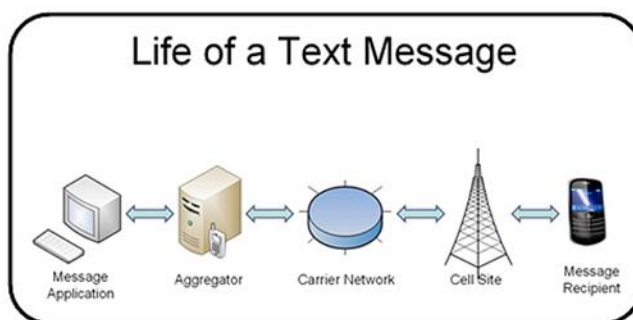 Life of a Text Message
Message
Application
Aggregator
Carrier Network
Cell Site
Message
Recipient